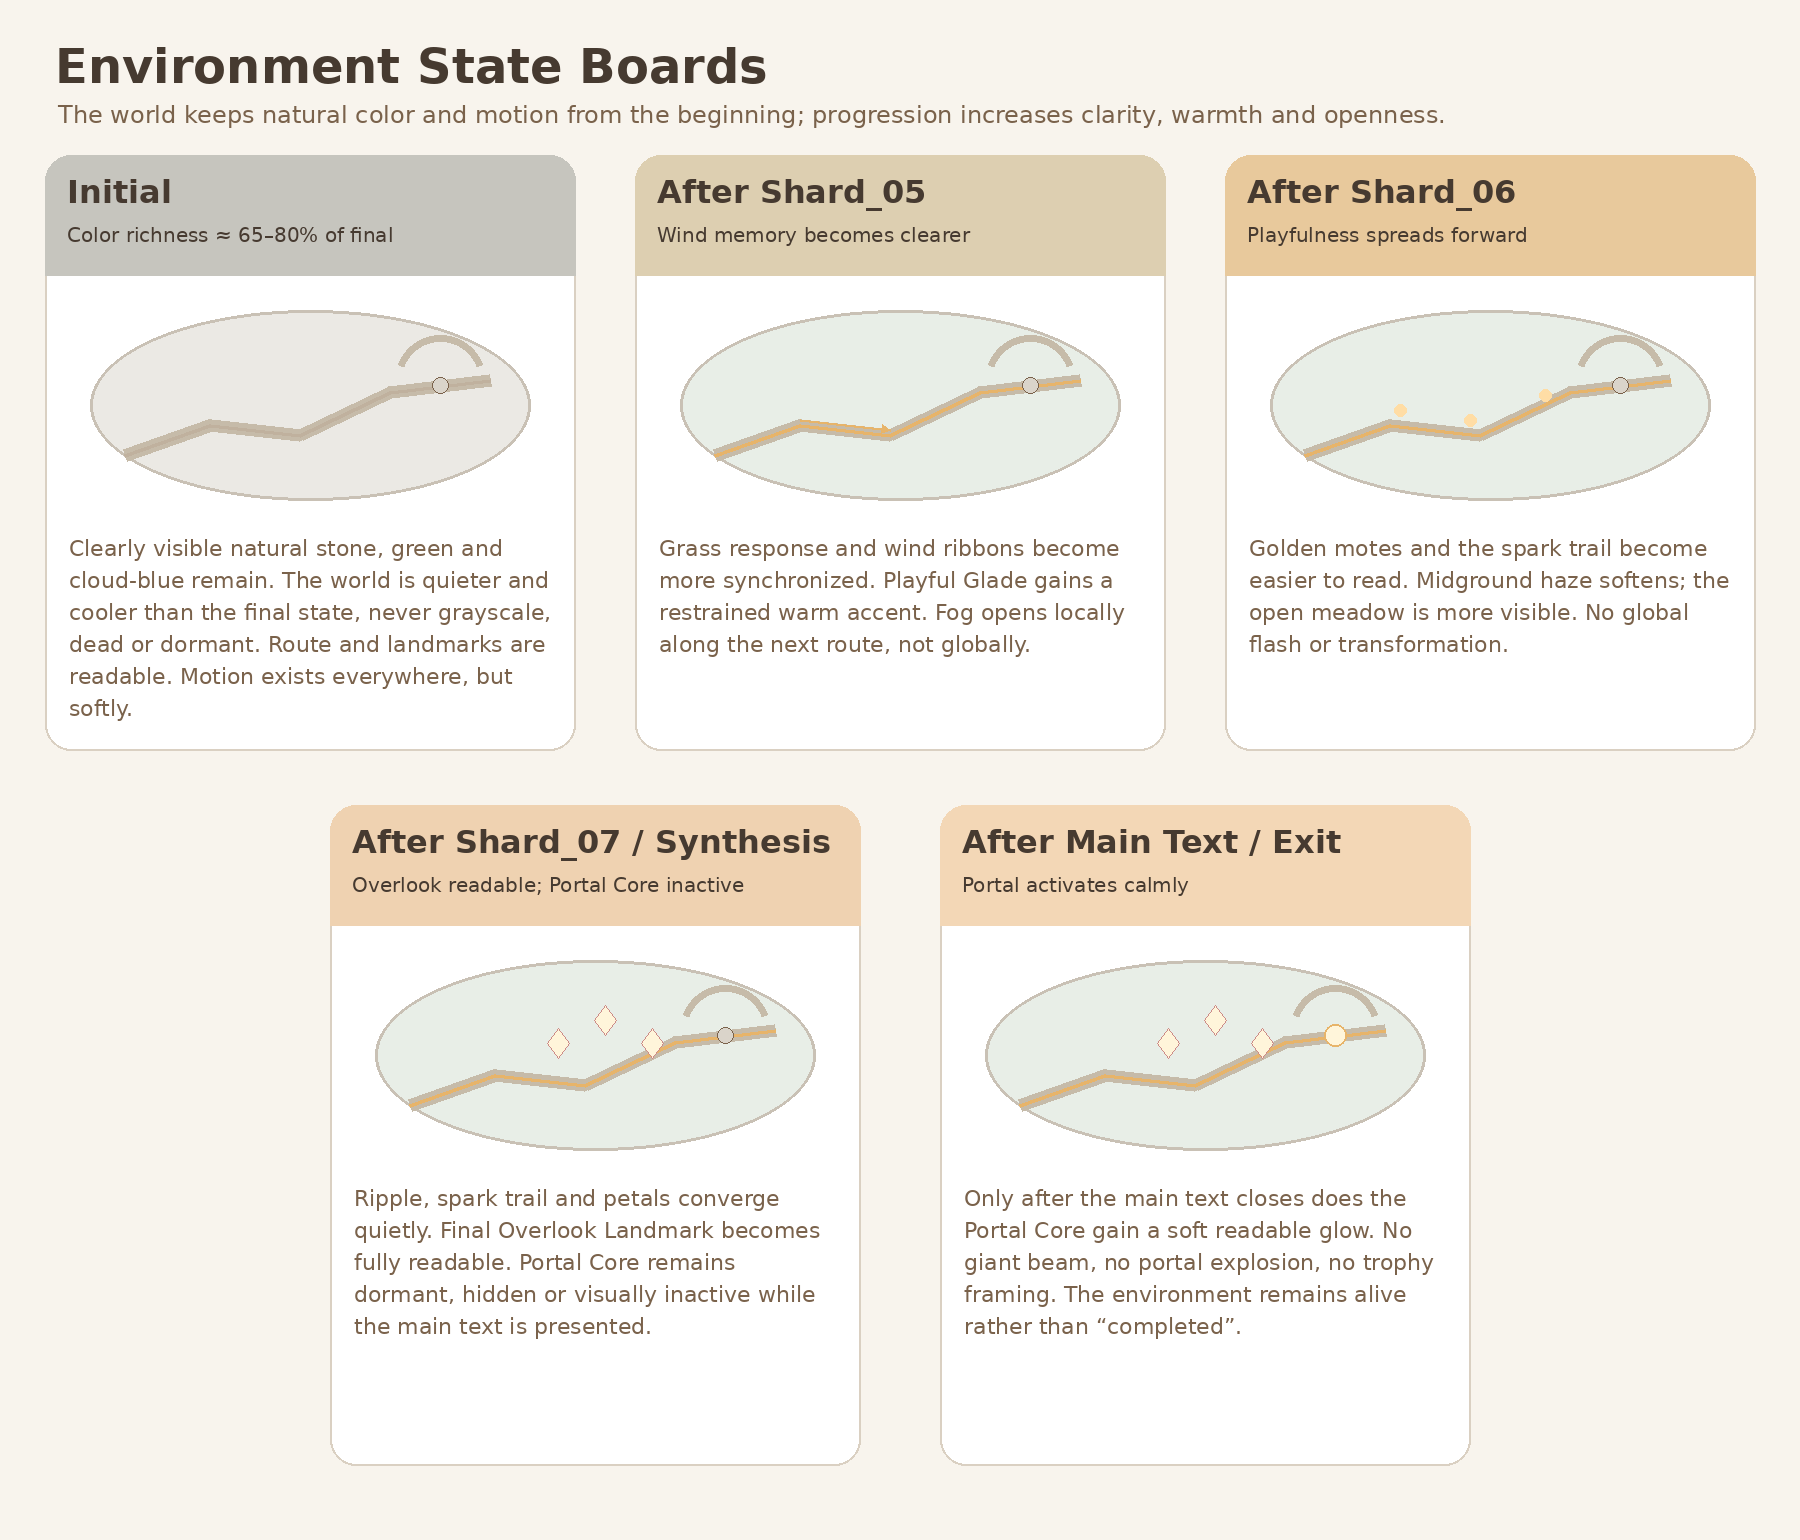 Environment State Boards
The world keeps natural color and motion from the beginning; progression increases clarity, warmth and openness.
Initial
Color richness ≈ 65–80% of final
Clearly visible natural stone, green and
cloud-blue remain. The world is quieter and
cooler than the final state, never grayscale,
dead or dormant. Route and landmarks are
readable. Motion exists everywhere, but
softly.
After Shard_05
Wind memory becomes clearer
Grass response and wind ribbons become
more synchronized. Playful Glade gains a
restrained warm accent. Fog opens locally
along the next route, not globally.
After Shard_06
Playfulness spreads forward
Golden motes and the spark trail become
easier to read. Midground haze softens; the
open meadow is more visible. No global
flash or transformation.
After Shard_07 / Synthesis
Overlook readable; Portal Core inactive
Ripple, spark trail and petals converge
quietly. Final Overlook Landmark becomes
fully readable. Portal Core remains
dormant, hidden or visually inactive while
the main text is presented.
After Main Text / Exit
Portal activates calmly
Only after the main text closes does the
Portal Core gain a soft readable glow. No
giant beam, no portal explosion, no trophy
framing. The environment remains alive
rather than “completed”.